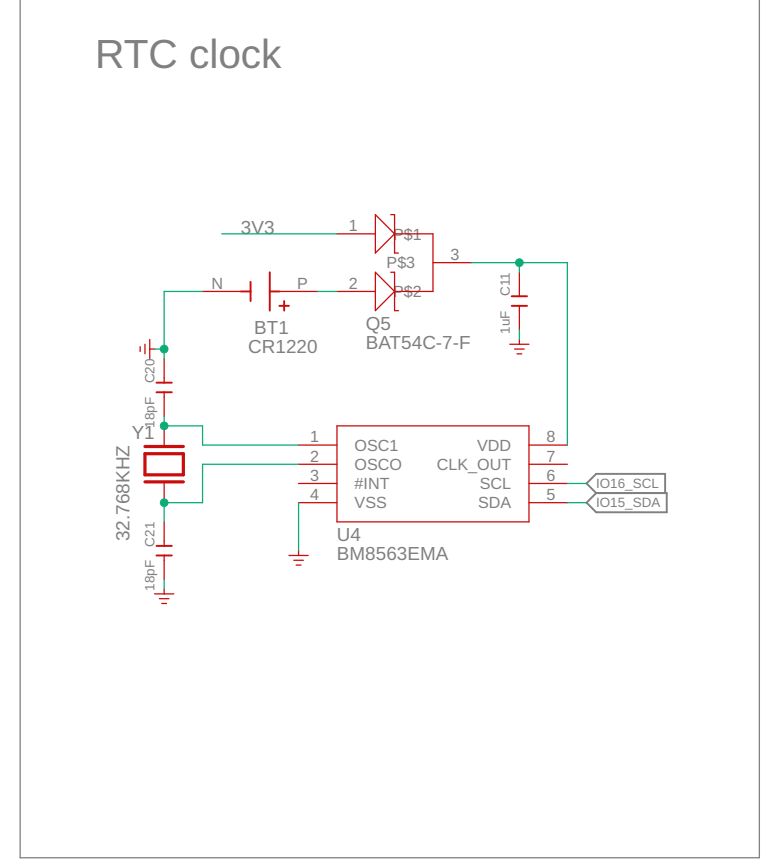 RTC clock
3V3
1
P$1
P$3
3
N
P
2
P$2
C11
1uF
BT1
CR1220
Q5
BAT54C-7-F
C20
18pF
Y1
32.768KHZ
C21
18pF
1
OSC1
VDD
8
2
OSCO
CLK_OUT
7
3
#INT
SCL
6
IO16_SCL
4
VSS
SDA
5
IO15_SDA
U4
BM8563EMA